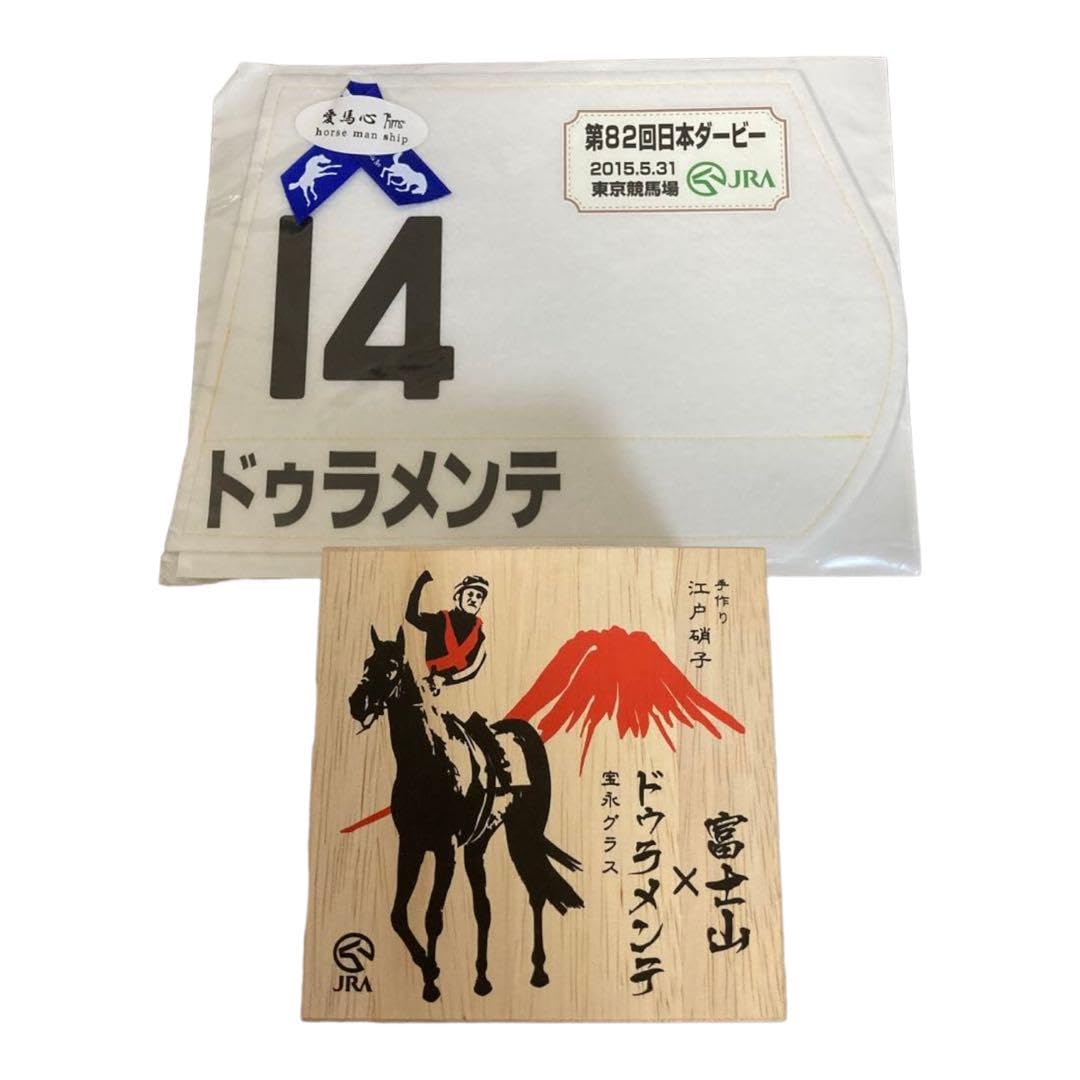 愛馬心 hms
horse man ship
第82回日本ダービー
2015.5.31
東京競馬場 JRA
14
ドゥラメンテ
手作り
江戸硝子
富士山
×
ドゥラメンテ
宝永グラス
JRA